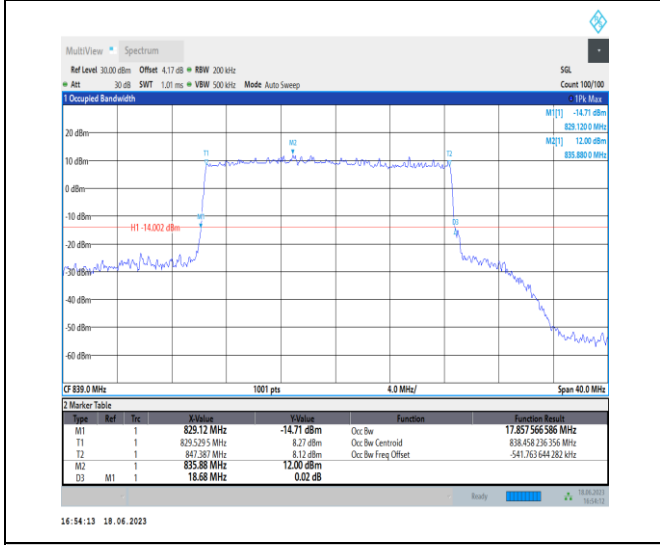 MultiView Spectrum
Ref Level 30.00 dBm Offset 4.17 dB RBW 200 kHz SGL
Att 30 dB SWT 1.01 ms VBW 500 kHz Mode Auto Sweep Count 100/100
1 Occupied Bandwidth 1Pk Max
M1[1] -14.71 dBm
829.120 0 MHz
M2[1] 12.00 dBm
835.880 0 MHz
20 dBm
M2
T1 T2
10 dBm
0 dBm
-10 dBm
M1 D3
H1 -14.002 dBm
-20 dBm
-30 dBm
-40 dBm
-50 dBm
-60 dBm
CF 839.0 MHz 1001 pts 4.0 MHz/ Span 40.0 MHz
2 Marker Table
Type Ref Trc X-Value Y-Value Function Function Result
M1 1 829.12 MHz -14.71 dBm Occ Bw 17.857 566 586 MHz
T1 1 829.529 5 MHz 8.27 dBm Occ Bw Centroid 838.458 236 356 MHz
T2 1 847.387 MHz 8.12 dBm Occ Bw Freq Offset -541.763 644 282 kHz
M2 1 835.88 MHz 12.00 dBm
D3 M1 1 18.68 MHz 0.02 dB
Ready 18.06.2023
16:54:12
16:54:13 18.06.2023